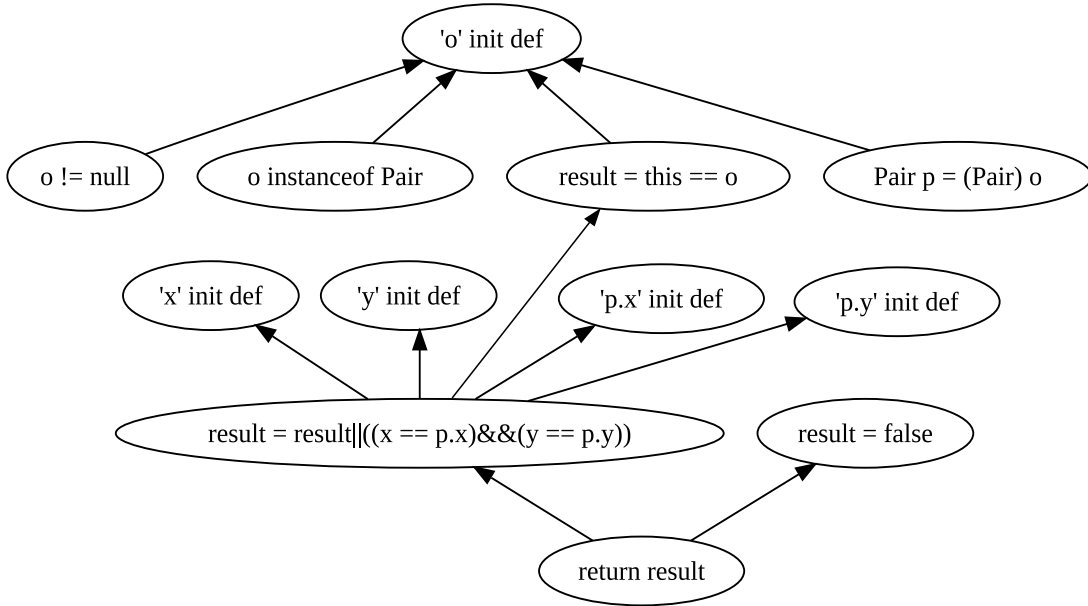 'o' init def
o != null
o instanceof Pair
result = this == o
Pair p = (Pair) o
'x' init def
'y' init def
'p.x' init def
'p.y' init def
result = result||((x == p.x)&&(y == p.y))
result = false
return result